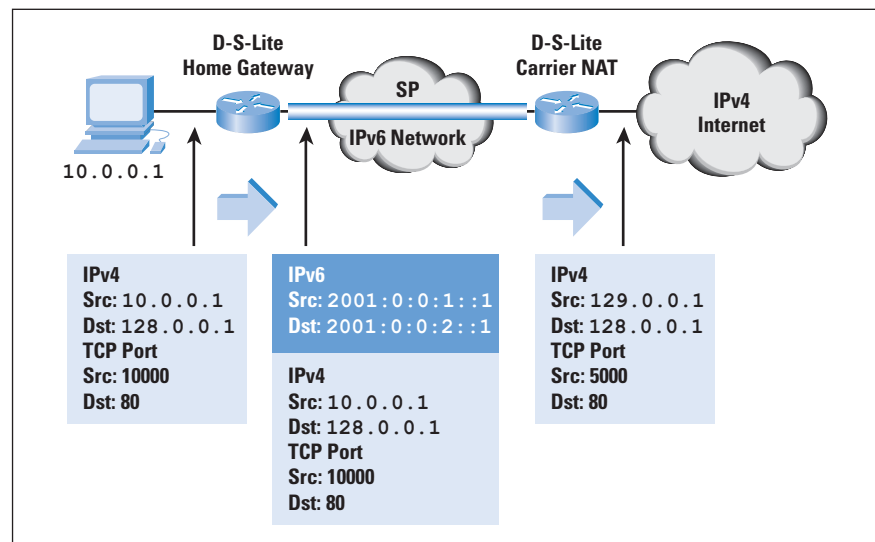 D-S-Lite
Home Gateway
D-S-Lite
Carrier NAT
SP
IPv6 Network
IPv4
Internet
10.0.0.1
IPv4
Src: 10.0.0.1
Dst: 128.0.0.1
TCP Port
Src: 10000
Dst: 80
IPv6
Src: 2001:0:0:1::1
Dst: 2001:0:0:2::1
IPv4
Src: 10.0.0.1
Dst: 128.0.0.1
TCP Port
Src: 10000
Dst: 80
IPv4
Src: 129.0.0.1
Dst: 128.0.0.1
TCP Port
Src: 5000
Dst: 80